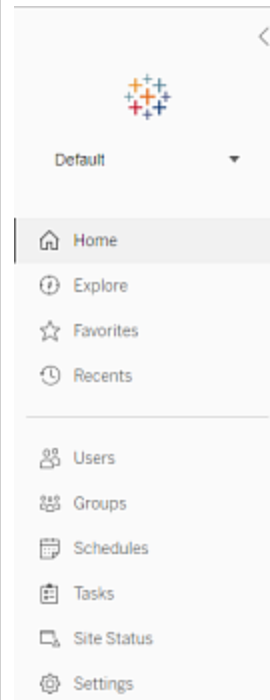 Default
Home
Explore
Favorites
Recents
Users
Groups
Schedules
Tasks
Site Status
Settings